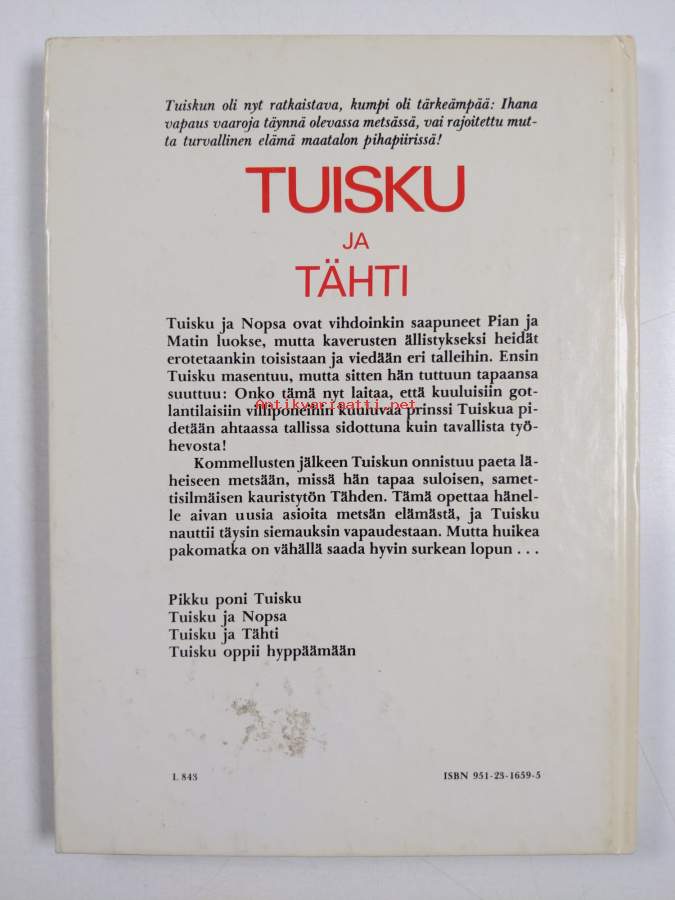 Tuiskun oli nyt ratkaistava, kumpi oli tärkeämpää: Ihana
vapaus vaaroja täynnä olevassa metsässä, vai rajoitettu mut-
ta turvallinen elämä maatalon pihapiirissä!
TUISKU
JA
TÄHTI
Tuisku ja Nopsa ovat vihdoinkin saapuneet Pian ja
Matin luokse, mutta kaverusten ällistykseksi heidät
erotetaankin toisistaan ja viedään eri talleihin. Ensin
Tuisku masentuu, mutta sitten hän tuttuun tapaansa
suuttuu: Onko tämä nyt laitaa, että kuuluisiin got-
lantilaisiin villiponeihin kuuluvaa prinssi Tuiskua pi-
Antikvariaatti.net
detään ahtaassa tallissa sidottuna kuin tavallista työ-
hevosta!
Kommellusten jälkeen Tuiskun onnistuu paeta lä-
heiseen metsään, missä hän tapaa suloisen, samet-
tisilmäisen kauristytön Tähden. Tämä opettaa hänel-
le aivan uusia asioita metsän elämästä, ja Tuisku
nauttii täysin siemauksin vapaudestaan. Mutta huikea
pakomatka on vähällä saada hyvin surkean lopun . . .
Pikku poni Tuisku
Tuisku ja Nopsa
Tuisku ja Tähti
Tuisku oppii hyppäämään
L 843
ISBN 951-23-1659-5